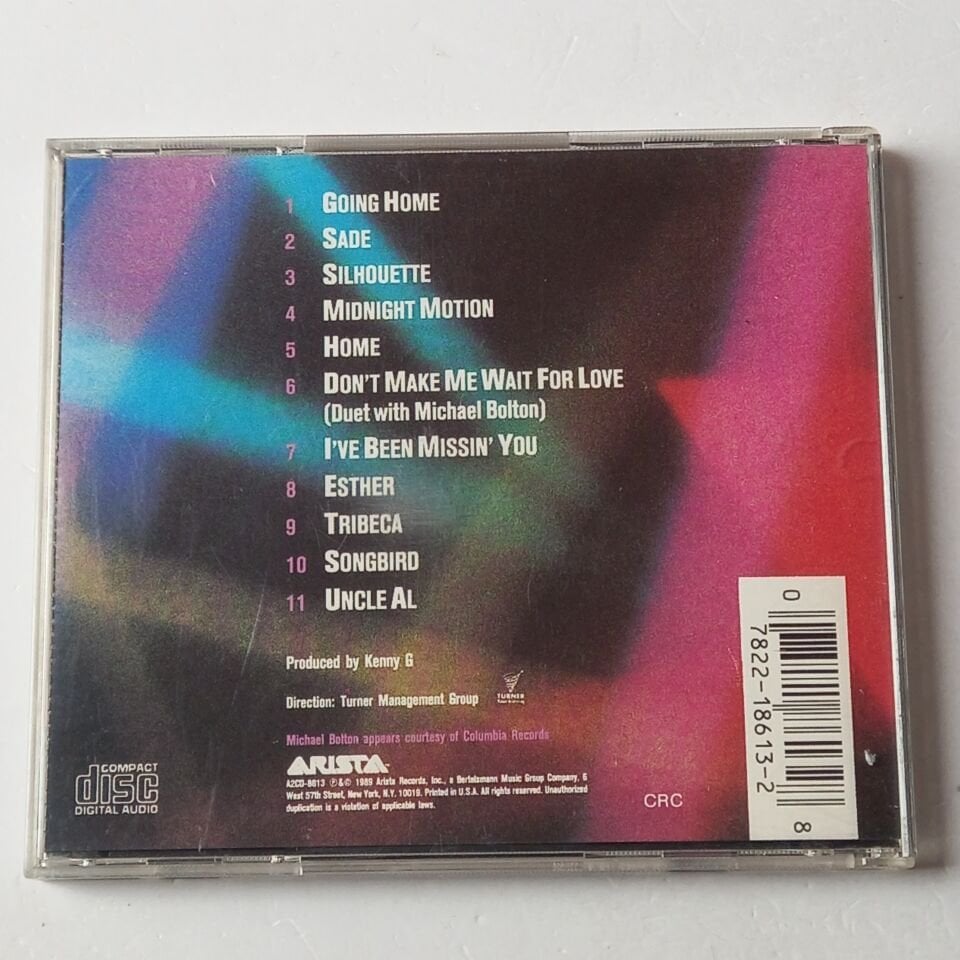 1 GOING HOME
2 SADE
3 SILHOUETTE
4 MIDNIGHT MOTION
5 HOME
6 DON'T MAKE ME WAIT FOR LOVE
(Duet with Michael Bolton)
7 I'VE BEEN MISSIN' YOU
8 ESTHER
9 TRIBECA
10 SONGBIRD
11 UNCLE AL
Produced by Kenny G
Direction: Turner Management Group
TURNER
Michael Bolton appears courtesy of Columbia Records
ARISTA
A2CD-8613 ℗&© 1989 Arista Records, Inc., a Bertelsmann Music Group Company, 6
West 57th Street, New York, N.Y. 10019. Printed in U.S.A. All rights reserved. Unauthorized
duplication is a violation of applicable laws.
COMPACT
disc
DIGITAL AUDIO
CRC
0 7822-18613-2 8